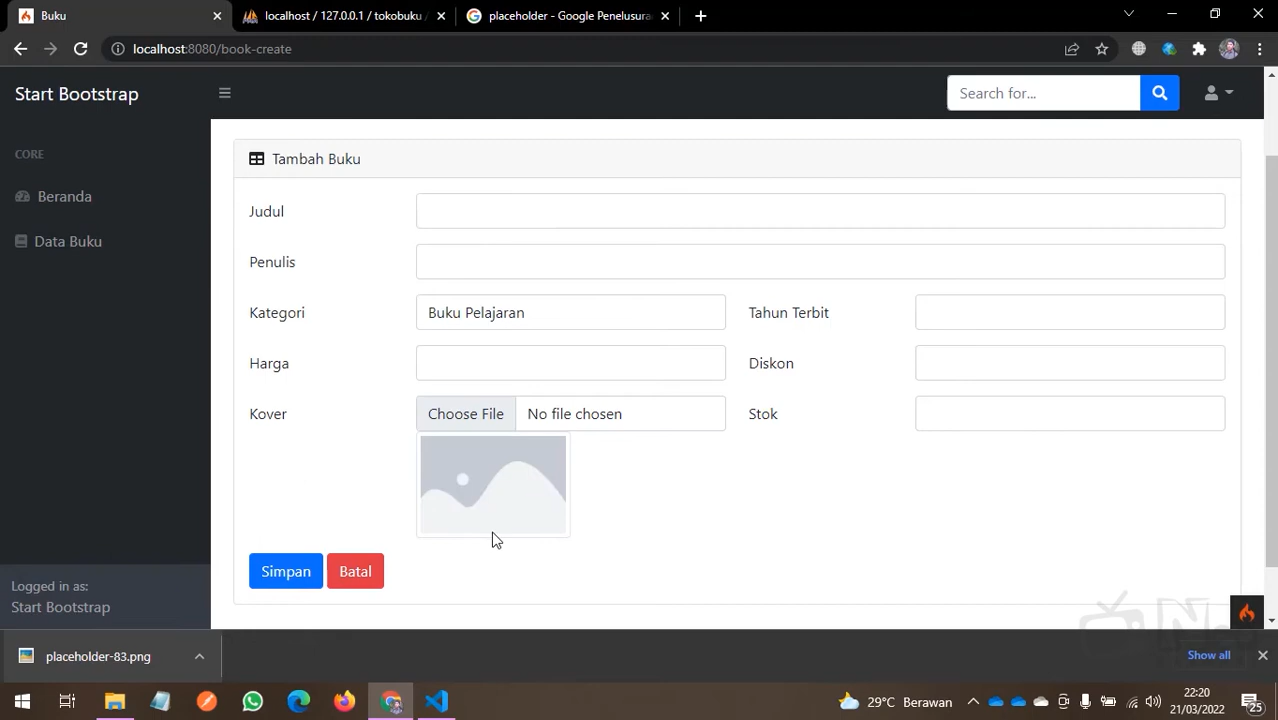 Buku
localhost / 127.0.0.1 / tokobuku /
placeholder - Google Penelusura
localhost:8080/book-create
Start Bootstrap
Search for...
CORE
Beranda
Data Buku
Tambah Buku
Judul
Penulis
Kategori
Buku Pelajaran
Tahun Terbit
Harga
Diskon
Kover
Choose File
No file chosen
Stok
Simpan
Batal
Logged in as:
Start Bootstrap
placeholder-83.png
Show all
29°C Berawan
22:20
21/03/2022
25